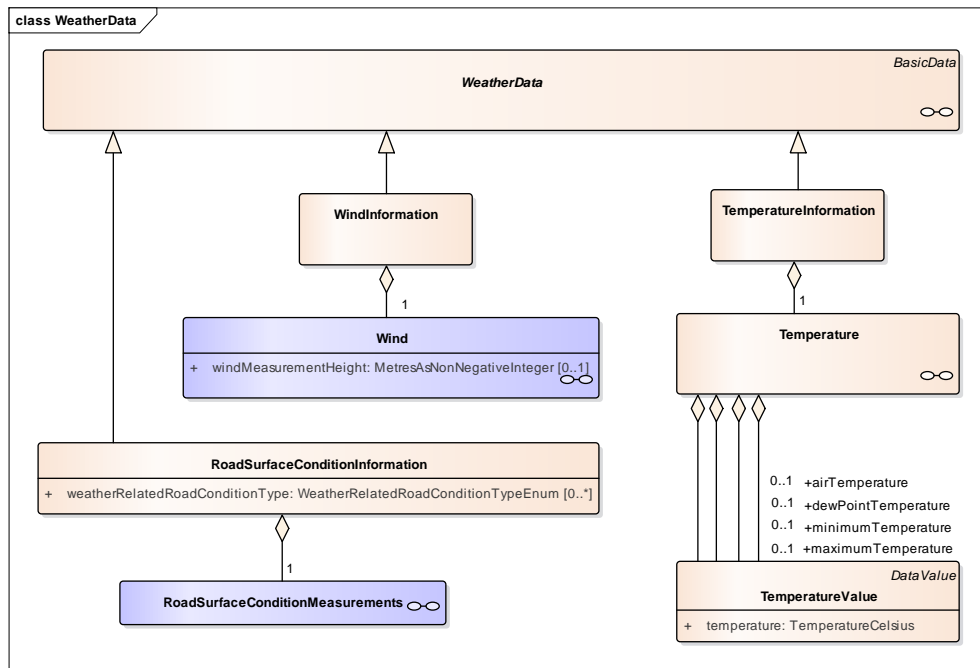 class WeatherData
BasicData
WeatherData
WindInformation
TemperatureInformation
1
1
Wind
+ windMeasurementHeight: MetresAsNonNegativeInteger [0..1]
Temperature
RoadSurfaceConditionInformation
+ weatherRelatedRoadConditionType: WeatherRelatedRoadConditionTypeEnum [0..*]
0..1 +airTemperature
0..1 +dewPointTemperature
0..1 +minimumTemperature
0..1 +maximumTemperature
1
RoadSurfaceConditionMeasurements
DataValue
TemperatureValue
+ temperature: TemperatureCelsius